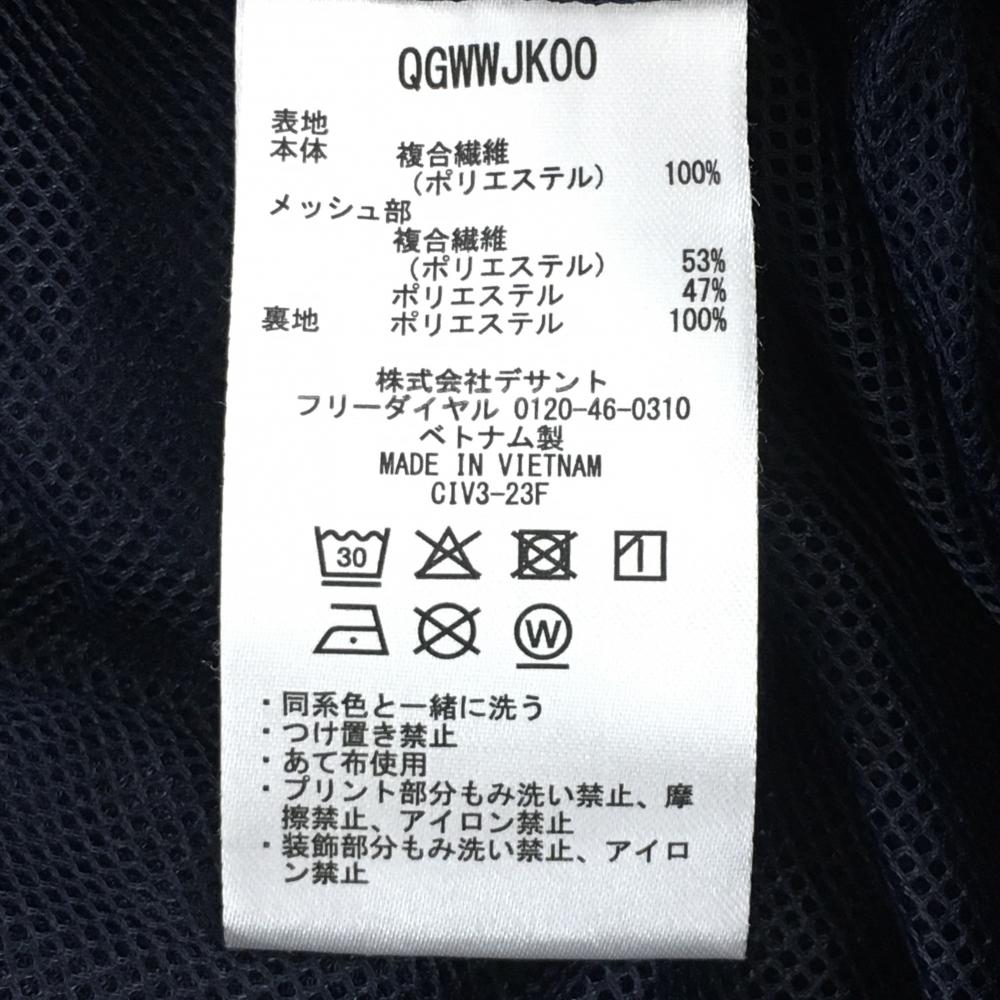 QGWWJK00
表地
本体 複合繊維
(ポリエステル) 100%
メッシュ部
複合繊維
(ポリエステル) 53%
ポリエステル 47%
裏地 ポリエステル 100%
株式会社デサント
フリーダイヤル 0120-46-0310
ベトナム製
MADE IN VIETNAM
CIV3-23F
30
W
・同系色と一緒に洗う
・つけ置き禁止
・あて布使用
・プリント部分もみ洗い禁止、摩
擦禁止、アイロン禁止
・装飾部分もみ洗い禁止、アイロ
ン禁止